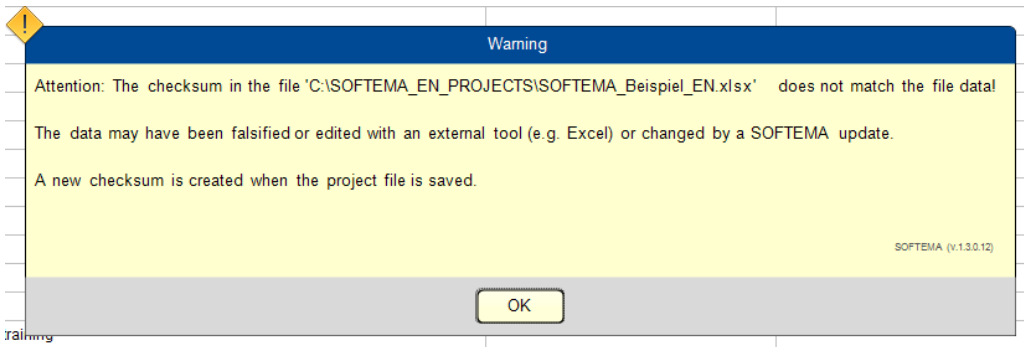 !
Warning
Attention: The checksum in the file 'C:\SOFTEMA_EN_PROJECTS\SOFTEMA_Beispiel_EN.xlsx' does not match the file data!
The data may have been falsified or edited with an external tool (e.g. Excel) or changed by a SOFTEMA update.
A new checksum is created when the project file is saved.
SOFTEMA (v.1.3.0.12)
OK
training